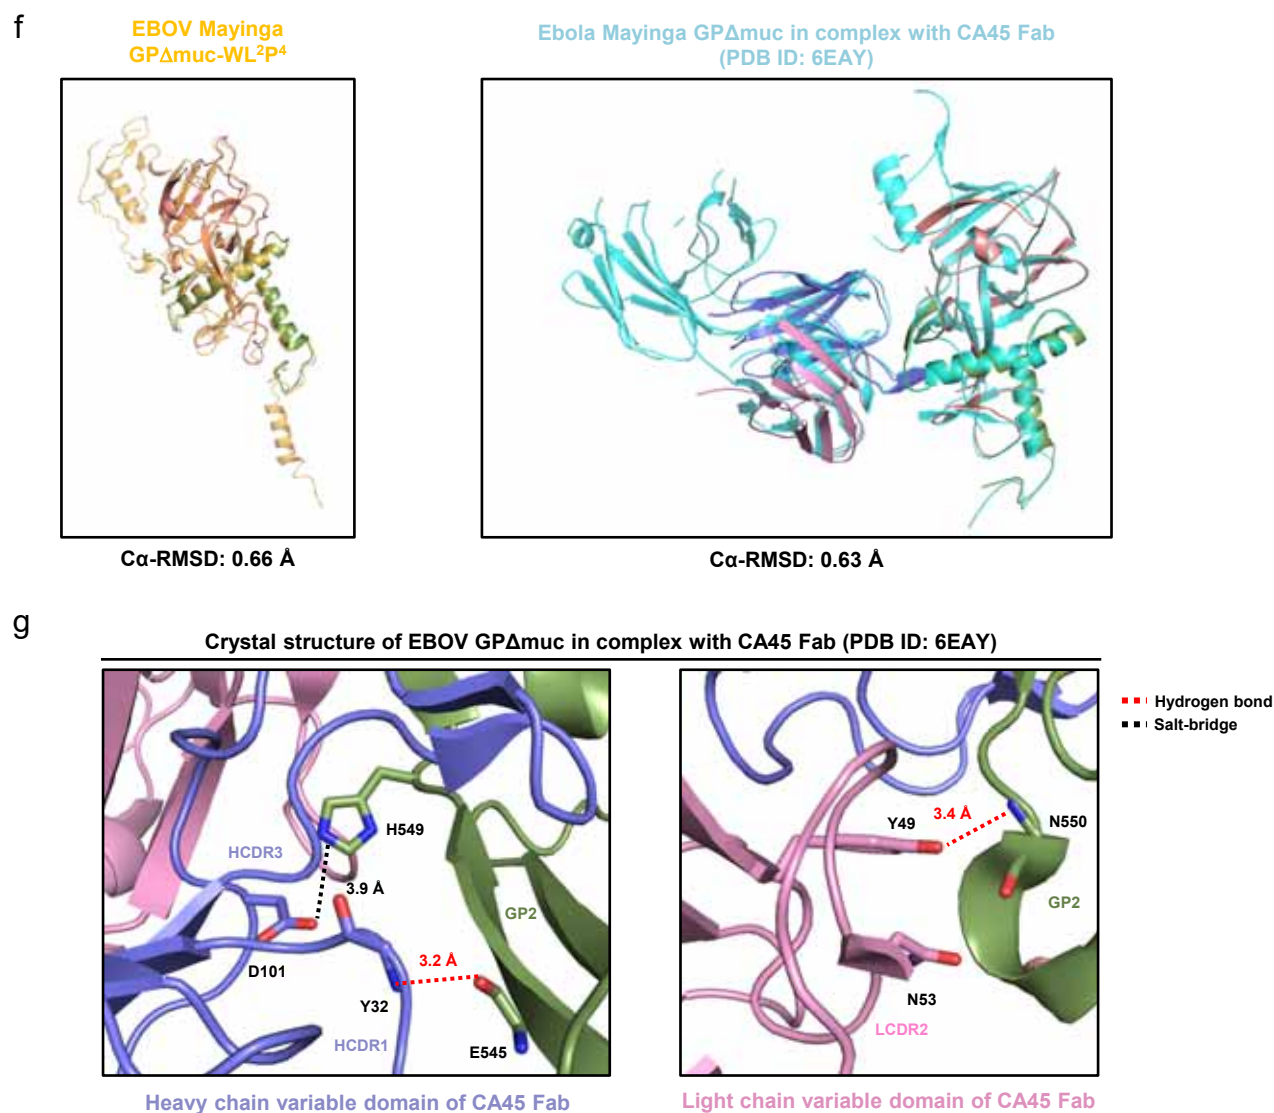 f
EBOV Mayinga
GPΔmuc-WL²P⁴
Ebola Mayinga GPΔmuc in complex with CA45 Fab
(PDB ID: 6EAY)
Cα-RMSD: 0.66 Å
Cα-RMSD: 0.63 Å
g
Crystal structure of EBOV GPΔmuc in complex with CA45 Fab (PDB ID: 6EAY)
H549
HCDR3
3.9 Å
GP2
D101
3.2 Å
Y32
HCDR1
E545
Heavy chain variable domain of CA45 Fab
3.4 Å
Y49
N550
GP2
N53
LCDR2
Light chain variable domain of CA45 Fab
Hydrogen bond
Salt-bridge